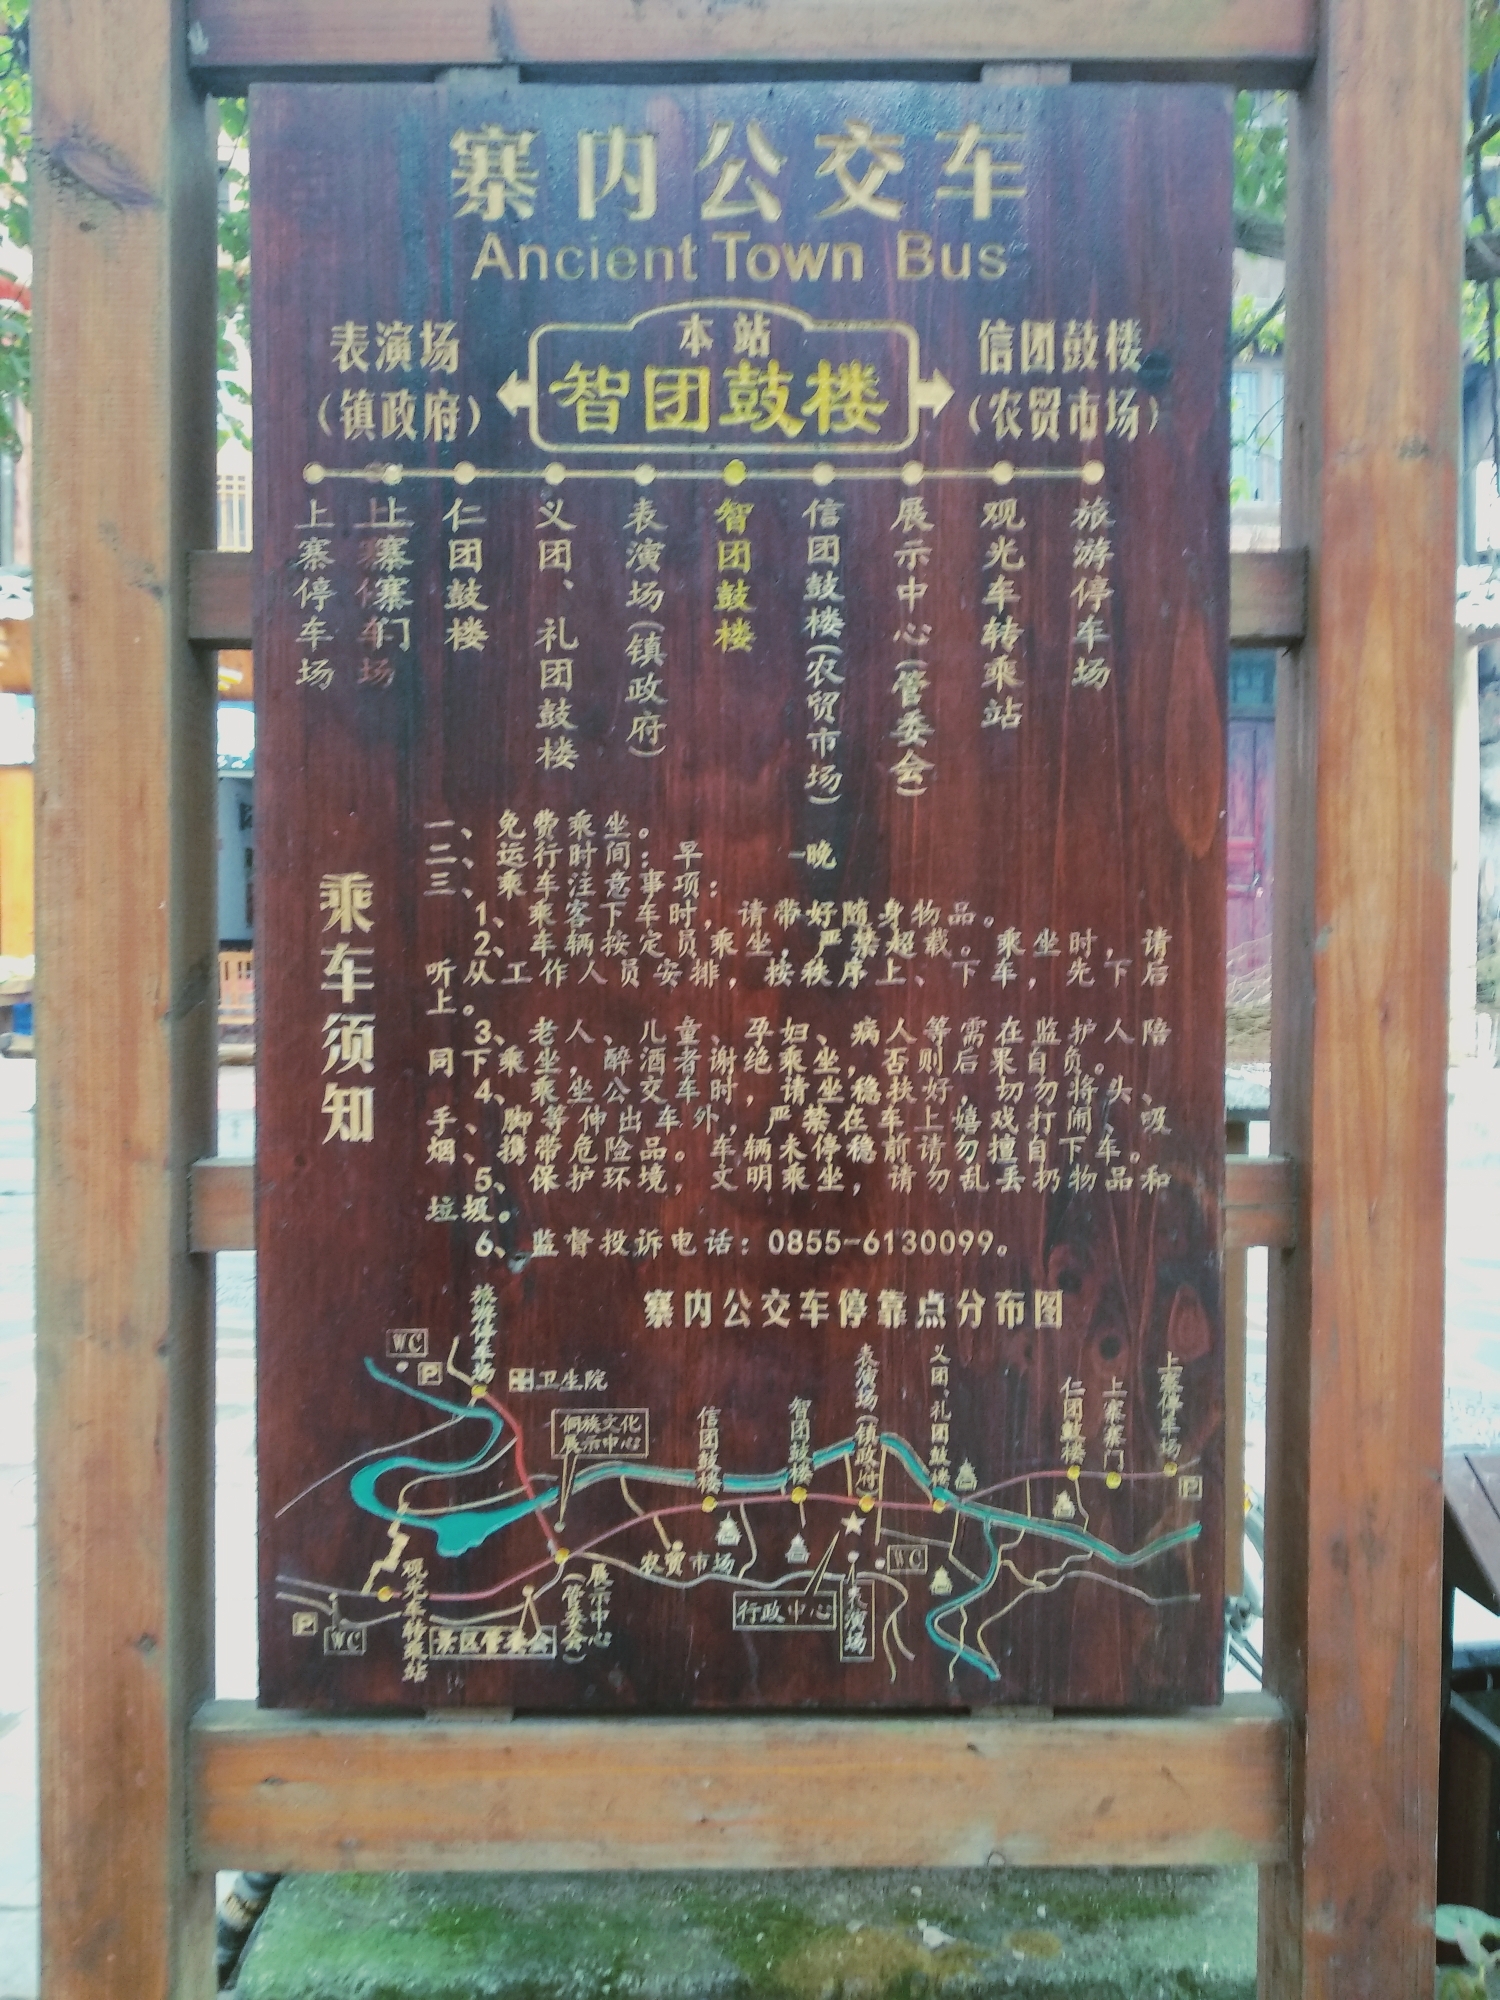 寨内公交车
Ancient Town Bus
表演场
（镇政府）
本站
智团鼓楼
信团鼓楼
（农贸市场）
上寨停车场
上寨寨门
仁团鼓楼
义团、礼团鼓楼
表演场(镇政府)
智团鼓楼
信团鼓楼(农贸市场)
展示中心(管委会)
观光车转乘站
旅游停车场
乘车须知
一、免费乘坐。
二、运行时间：早 —晚
三、乘车注意事项：
1、乘客下车时，请带好随身物品。
2、车辆按定员乘坐，严禁超载。乘坐时，请
听从工作人员安排，按秩序上、下车，先下后
上。
3、老人、儿童、孕妇、病人等需在监护人陪
同下乘坐，醉酒者谢绝乘坐，否则后果自负。
4、乘坐公交车时，请坐稳扶好，切勿将头、
手、脚等伸出车外，严禁在车上嬉戏打闹、吸
烟、携带危险品。车辆未停稳前请勿擅自下车。
5、保护环境，文明乘坐，请勿乱丢扔物品和
垃圾。
6、监督投诉电话：0855-6130099。
寨内公交车停靠点分布图
旅游停车场
WC
P
卫生院
侗族文化
展示中心
信团鼓楼
智团鼓楼
表演场(镇政府)
义团、礼团鼓楼
仁团鼓楼
上寨寨门
上寨停车场
P
农贸市场
WC
观光车转乘站
展示中心
(管委会)
行政中心
表演场
P
WC
景区管委会